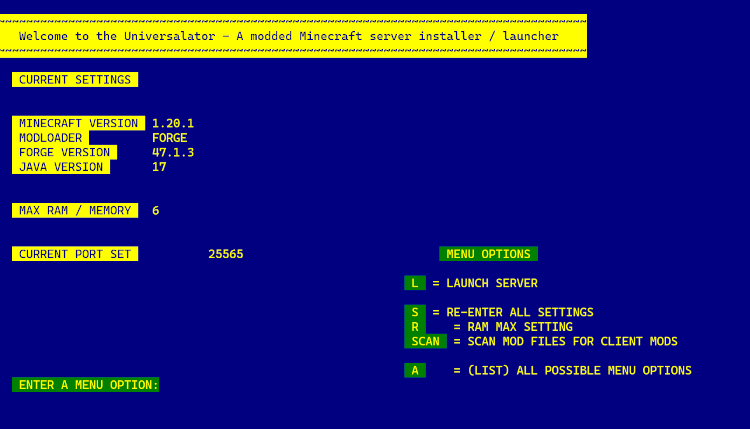 Welcome to the Universalator - A modded Minecraft server installer / launcher
CURRENT SETTINGS
MINECRAFT VERSION 1.20.1
MODLOADER FORGE
FORGE VERSION 47.1.3
JAVA VERSION 17
MAX RAM / MEMORY 6
CURRENT PORT SET 25565 MENU OPTIONS
L = LAUNCH SERVER
S = RE-ENTER ALL SETTINGS
R = RAM MAX SETTING
SCAN = SCAN MOD FILES FOR CLIENT MODS
A = (LIST) ALL POSSIBLE MENU OPTIONS
ENTER A MENU OPTION: